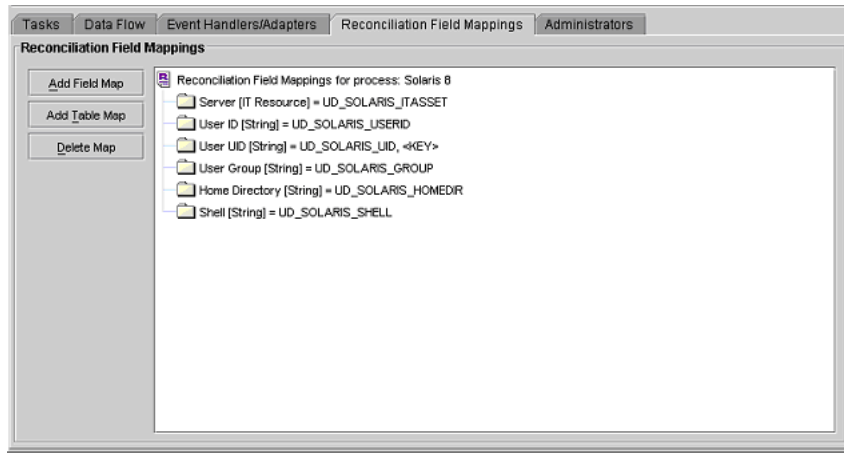 Tasks Data Flow Event Handlers/Adapters Reconciliation Field Mappings Administrators
Reconciliation Field Mappings
Add Field Map
Add Table Map
Delete Map
Reconciliation Field Mappings for process: Solaris 8
Server [IT Resource] = UD_SOLARIS_ITASSET
User ID [String] = UD_SOLARIS_USERID
User UID [String] = UD_SOLARIS_UID, <KEY>
User Group [String] = UD_SOLARIS_GROUP
Home Directory [String] = UD_SOLARIS_HOMEDIR
Shell [String] = UD_SOLARIS_SHELL